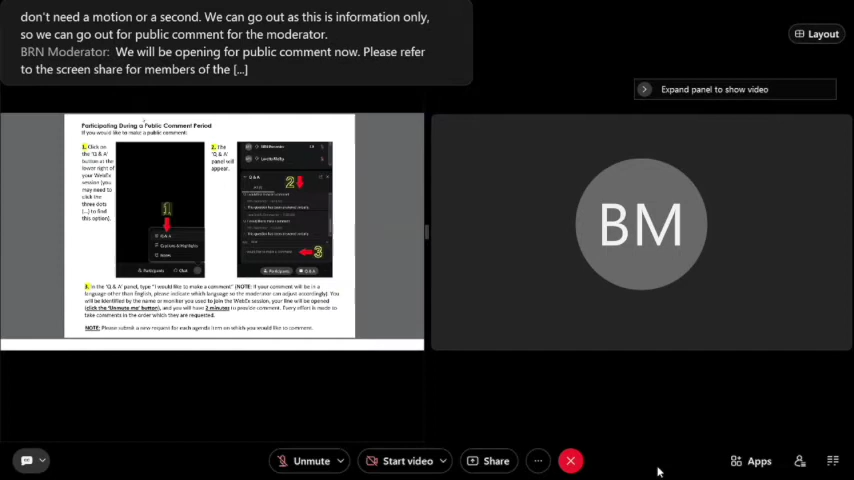 don't need a motion or a second. We can go out as this is information only,
so we can go out for public comment for the moderator.
BRN Moderator: We will be opening for public comment now. Please refer
to the screen share for members of the [...]
Layout
Expand panel to show video
Participating During a Public Comment Period
If you would like to make a public comment:
1. Click on
the 'Q & A'
button at the
lower right of
your WebEx
session (you
may need to
click the
three dots
(...) to find
this option).
2. The
'Q & A'
panel will
appear.
1
Q & A
Participants
Chat
2
Q & A
3
Participants
Q & A
3. In the 'Q & A' panel, type "I would like to make a comment" (NOTE: if your comment will be in a
language other than English, please indicate which language so the moderator can adjust accordingly). You
will be identified by the name or moniker you used to join the WebEx session, your line will be opened
(click the 'Unmute me' button), and you will have 2 minutes to provide comment. Every effort is made to
take comments in the order which they are requested.
NOTE: Please submit a new request for each agenda item on which you would like to comment.
BM
Unmute
Start video
Share
Apps